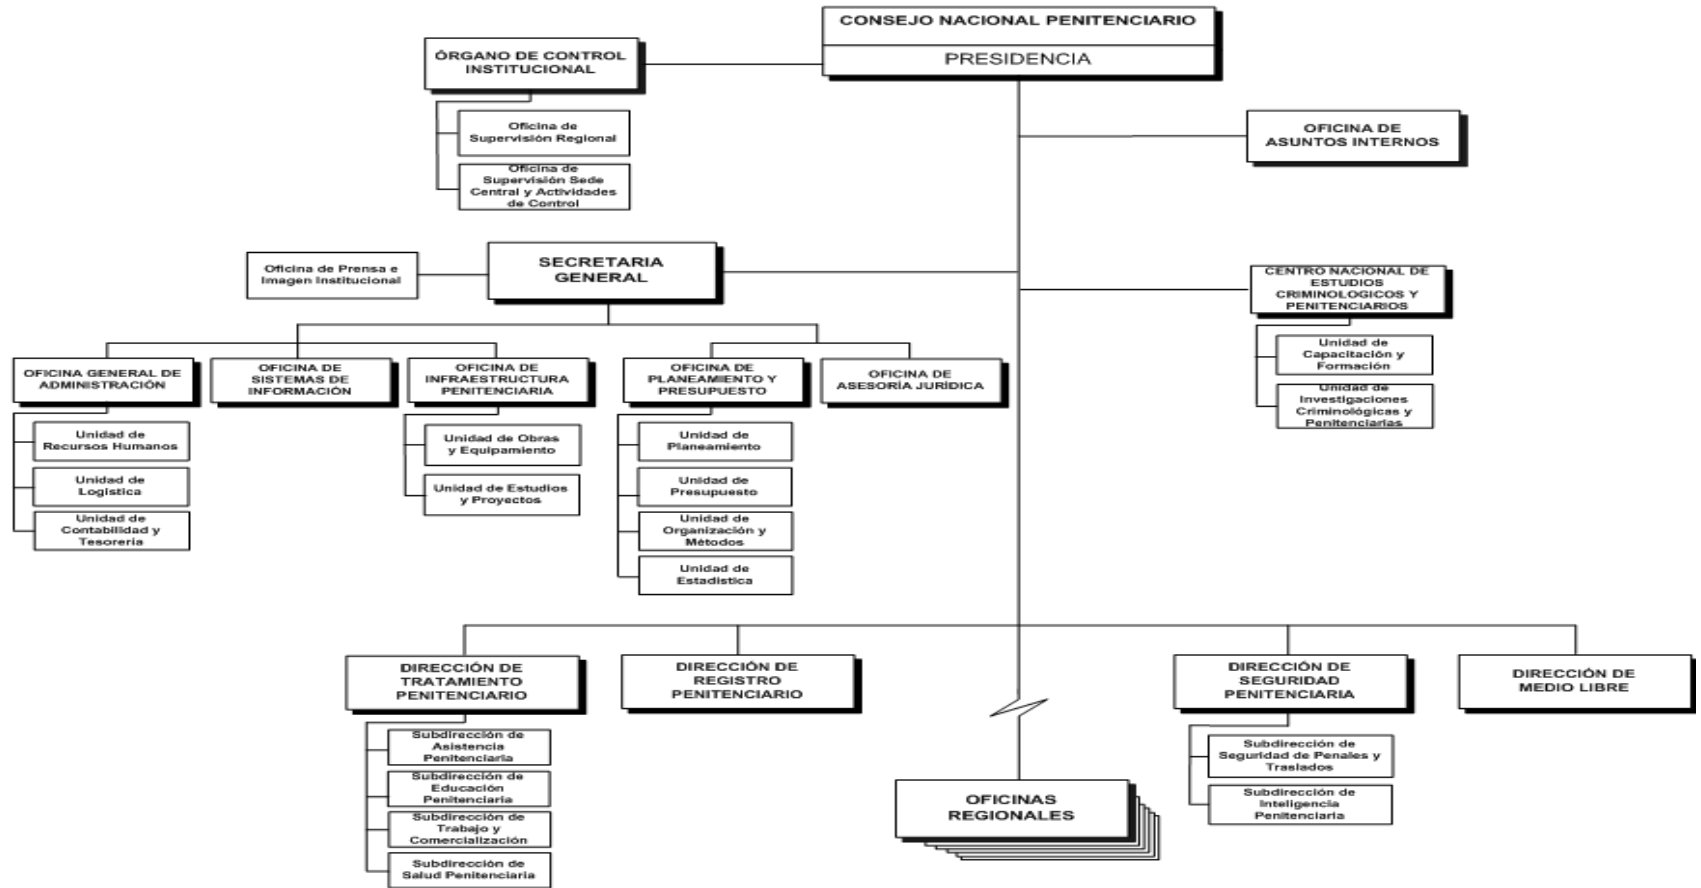 CONSEJO NACIONAL PENITENCIARIO
PRESIDENCIA
ÓRGANO DE CONTROL
INSTITUCIONAL
Oficina de
Supervisión Regional
Oficina de
Supervisión Sede
Central y Actividades
de Control
OFICINA DE
ASUNTOS INTERNOS
Oficina de Prensa e
Imagen Institucional
SECRETARIA
GENERAL
CENTRO NACIONAL DE
ESTUDIOS
CRIMINOLOGICOS Y
PENITENCIARIOS
Unidad de
Capacitación y
Formación
Unidad de
Investigaciones
Criminológicas y
Penitenciarias
OFICINA GENERAL DE
ADMINISTRACIÓN
Unidad de
Recursos Humanos
Unidad de
Logística
Unidad de
Contabilidad y
Tesorería
OFICINA DE
SISTEMAS DE
INFORMACIÓN
OFICINA DE
INFRAESTRUCTURA
PENITENCIARIA
Unidad de Obras
y Equipamiento
Unidad de Estudios
y Proyectos
OFICINA DE
PLANEAMIENTO Y
PRESUPUESTO
Unidad de
Planeamiento
Unidad de
Presupuesto
Unidad de
Organización y
Métodos
Unidad de
Estadística
OFICINA DE
ASESORÍA JURÍDICA
DIRECCIÓN DE
TRATAMIENTO
PENITENCIARIO
Subdirección de
Asistencia
Penitenciaria
Subdirección de
Educación
Penitenciaria
Subdirección de
Trabajo y
Comercialización
Subdirección de
Salud Penitenciaria
DIRECCIÓN DE
REGISTRO
PENITENCIARIO
OFICINAS
REGIONALES
DIRECCIÓN DE
SEGURIDAD
PENITENCIARIA
Subdirección de
Seguridad de Penales y
Traslados
Subdirección de
Inteligencia
Penitenciaria
DIRECCIÓN DE
MEDIO LIBRE